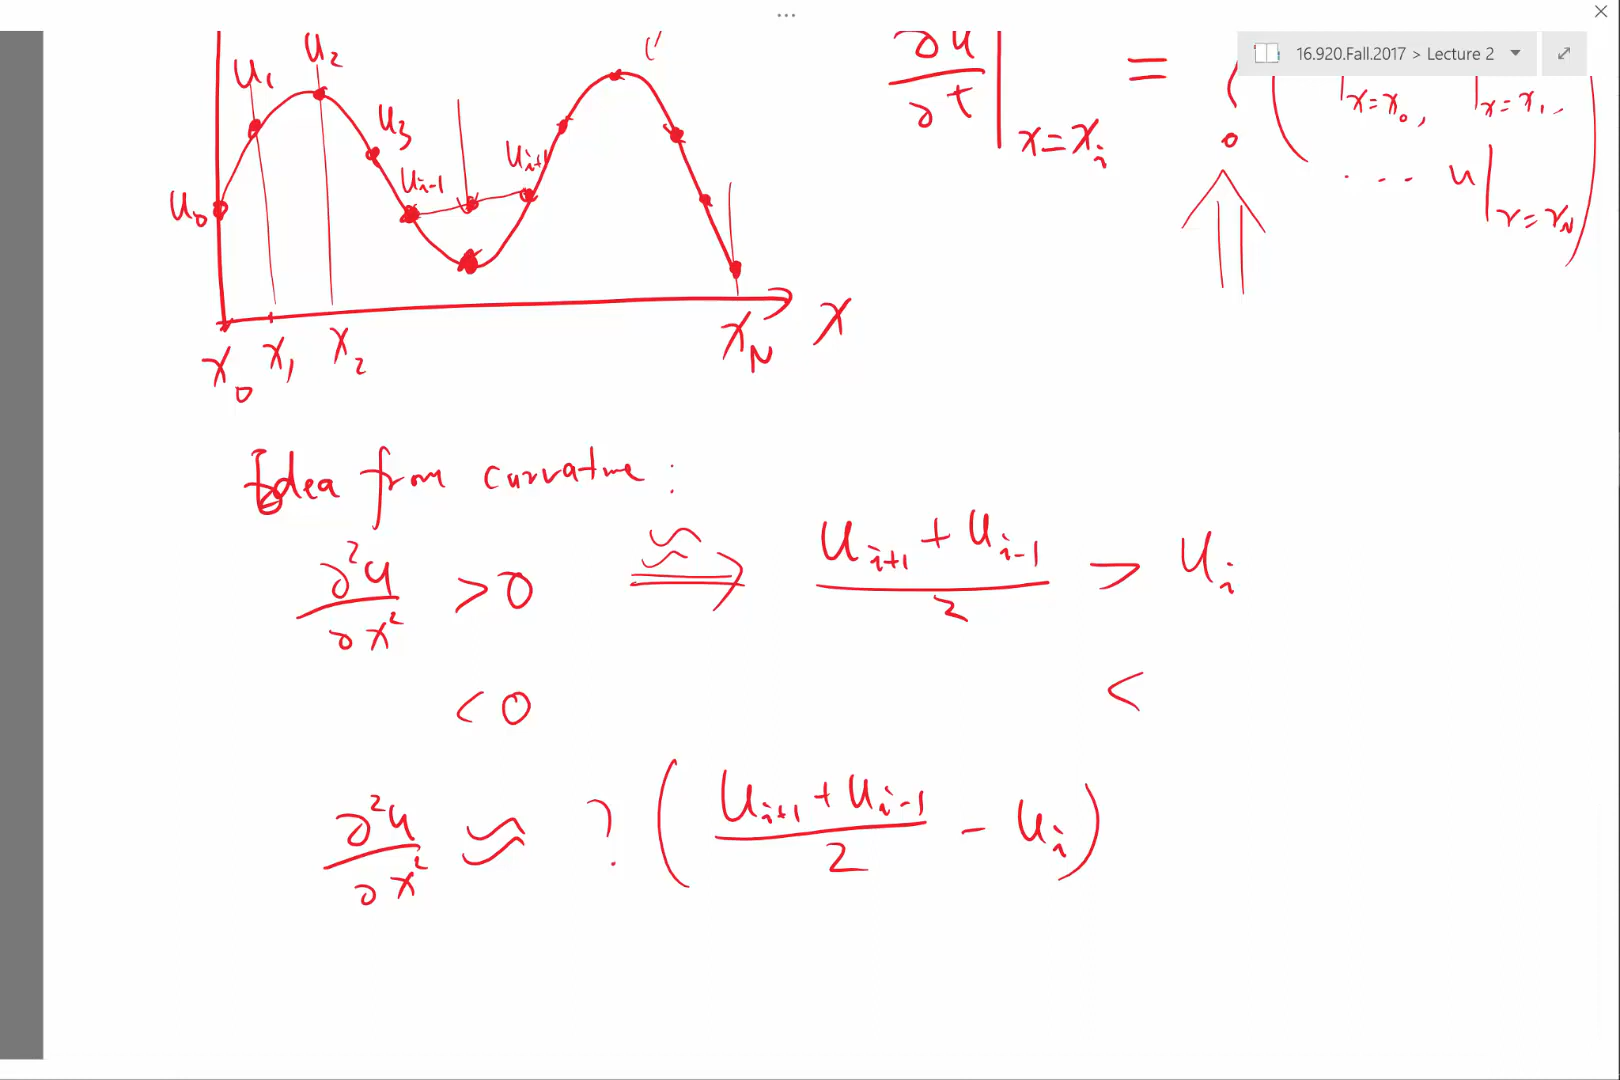 ...
16.920.Fall.2017 > Lecture 2
u₀ u₁ u₂ u₃ uᵢ₋₁ uᵢ₊₁
x₀ x₁ x₂ x_N x
∂u/∂t |ₓ₌ₓᵢ = ? ( |ₓ₌ₓ₀, |ₓ₌ₓ₁,
... u|ₓ₌ₓ_N )
Idea from curvature :
∂²u/∂x² > 0 ≈⟹ (uᵢ₊₁ + uᵢ₋₁)/2 > uᵢ
< 0 <
∂²u/∂x² ≈ ? ( (uᵢ₊₁ + uᵢ₋₁)/2 - uᵢ )